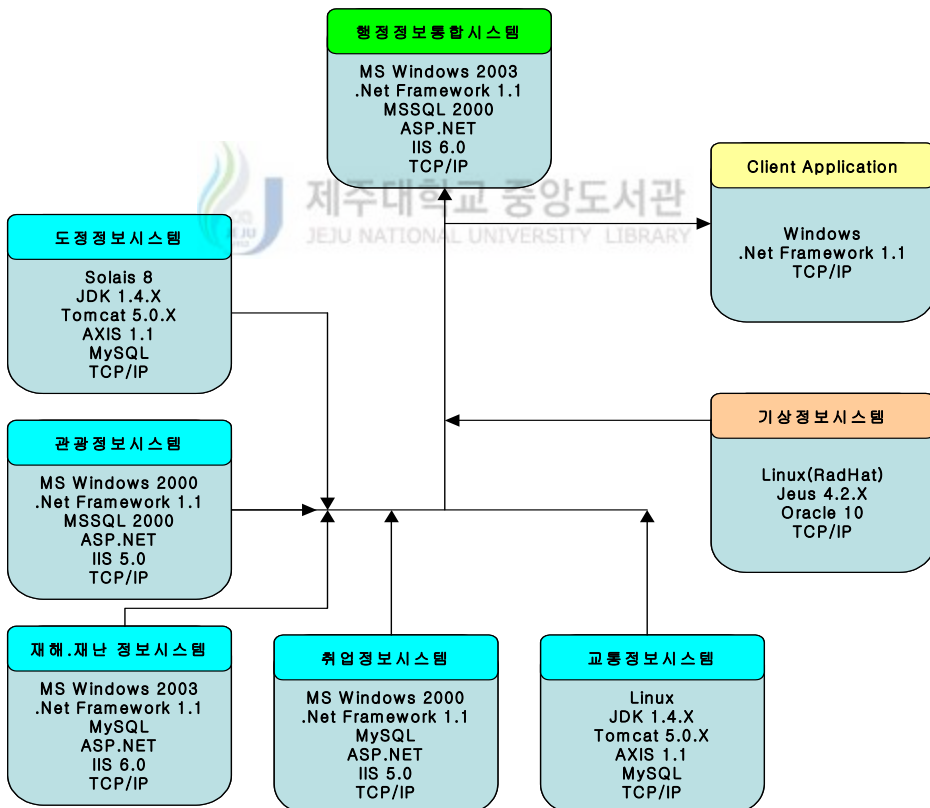 행정정보통합시스템
MS Windows 2003
.Net Framework 1.1
MSSQL 2000
ASP.NET
IIS 6.0
TCP/IP
Client Application
Windows
.Net Framework 1.1
TCP/IP
제주대학교 중앙도서관
JEJU NATIONAL UNIVERSITY LIBRARY
도정정보시스템
Solais 8
JDK 1.4.X
Tomcat 5.0.X
AXIS 1.1
MySQL
TCP/IP
관광정보시스템
MS Windows 2000
.Net Framework 1.1
MSSQL 2000
ASP.NET
IIS 5.0
TCP/IP
기상정보시스템
Linux(RadHat)
Jeus 4.2.X
Oracle 10
TCP/IP
재해.재난 정보시스템
MS Windows 2003
.Net Framework 1.1
MySQL
ASP.NET
IIS 6.0
TCP/IP
취업정보시스템
MS Windows 2000
.Net Framework 1.1
MySQL
ASP.NET
IIS 5.0
TCP/IP
교통정보시스템
Linux
JDK 1.4.X
Tomcat 5.0.X
AXIS 1.1
MySQL
TCP/IP